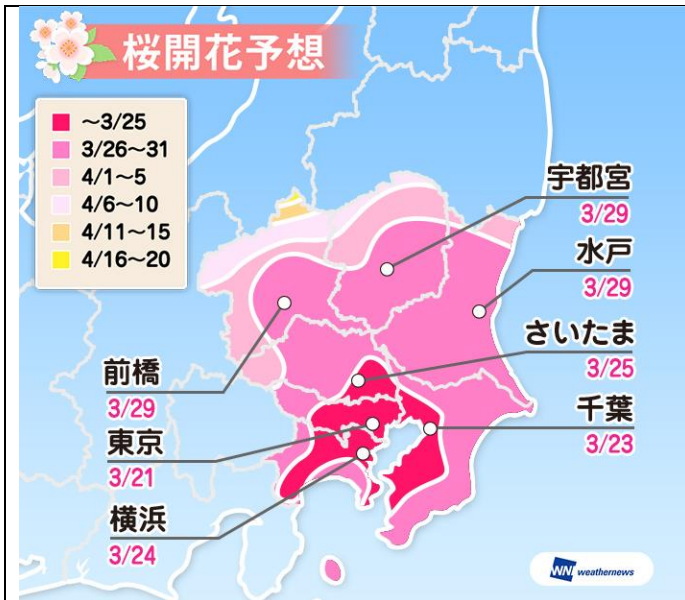 桜開花予想
～3/25
3/26～31
4/1～5
4/6～10
4/11～15
4/16～20
宇都宮
3/29
水戸
3/29
さいたま
3/25
前橋
3/29
千葉
3/23
東京
3/21
横浜
3/24
WNI weathernews